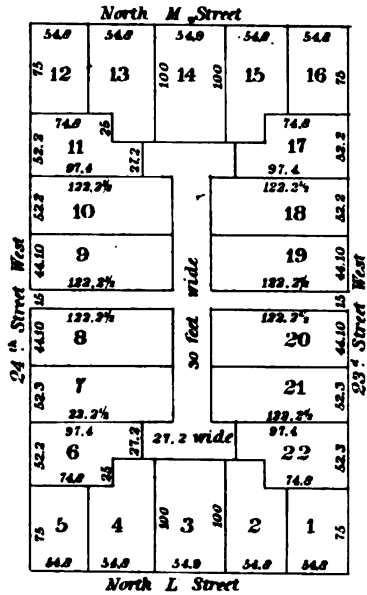 North M Street
54.8 54.8 54.8 54.8 54.8
75 12 13 100 14 100 15 16 75
74.8 25 74.8
52.2 11 27.2 17 52.2
97.4 97.4
122.2½ 122.2½
52.2 10 18 52.2
44.10 9 19 44.10
122.2½ 122.2½
24th Street West 15 30 feet wide 15 23d Street West
122.2½ 122.2½
44.10 8 20 44.10
52.3 7 21 52.3
22.2½ 122.2½
97.4 27.2 27.2 wide 97.4
52.2 6 22 52.3
74.8 25 74.8
75 5 4 100 3 100 2 1 75
54.8 54.8 54.9 54.8 54.8
North L Street